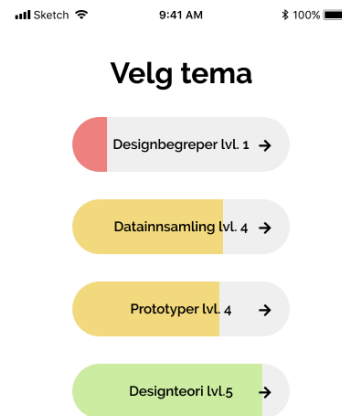 Sketch 9:41 AM 100%
Velg tema
Designbegreper lvl. 1 →
Datainnsamling lvl. 4 →
Prototyper lvl. 4 →
Designteori lvl.5 →